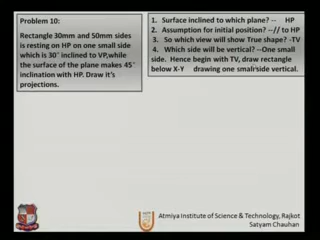 Problem 10:
Rectangle 30mm and 50mm sides
is resting on HP on one small side
which is 30˚ inclined to VP,while
the surface of the plane makes 45˚
inclination with HP. Draw it's
projections.
1. Surface inclined to which plane? -- HP
2. Assumption for initial position? --// to HP
3. So which view will show True shape? -TV
4. Which side will be vertical? --One small
side. Hence begin with TV, draw rectangle
below X-Y drawing one small side vertical.
Atmiya Institute of Science & Technology, Rajkot
Satyam Chauhan